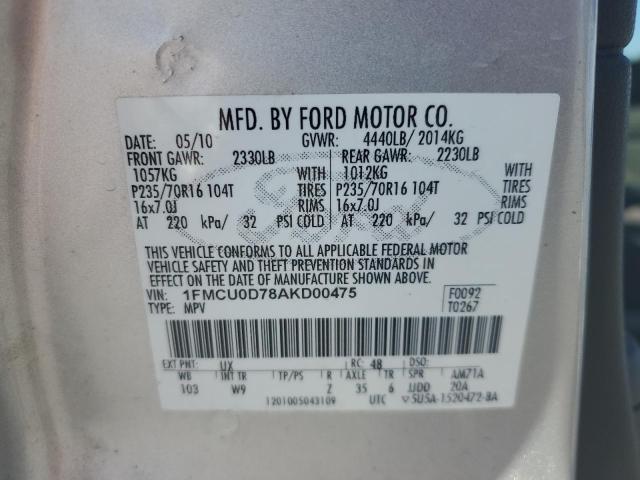 MFD. BY FORD MOTOR CO.
DATE: 05/10 GVWR: 4440LB/ 2014KG
FRONT GAWR: 2330LB REAR GAWR: 2230LB
1057KG WITH 1012KG WITH
P235/70R16 104T TIRES P235/70R16 104T TIRES
16x7.0J RIMS 16x7.0J RIMS
AT 220 kPa/ 32 PSI COLD AT 220 kPa/ 32 PSI COLD
THIS VEHICLE CONFORMS TO ALL APPLICABLE FEDERAL MOTOR
VEHICLE SAFETY AND THEFT PREVENTION STANDARDS IN
EFFECT ON THE DATE OF MANUFACTURE SHOWN ABOVE.
VIN: 1FMCU0D78AKD00475 F0092
TYPE: MPV T0267
EXT PNT: UX RC: 48 DSO:
WB INT TR TP/PS R AXLE TR SPR AM71A
103 W9 Z 35 6 JJDO 20A
1201005043109 UTC 5U5A-1520472-BA